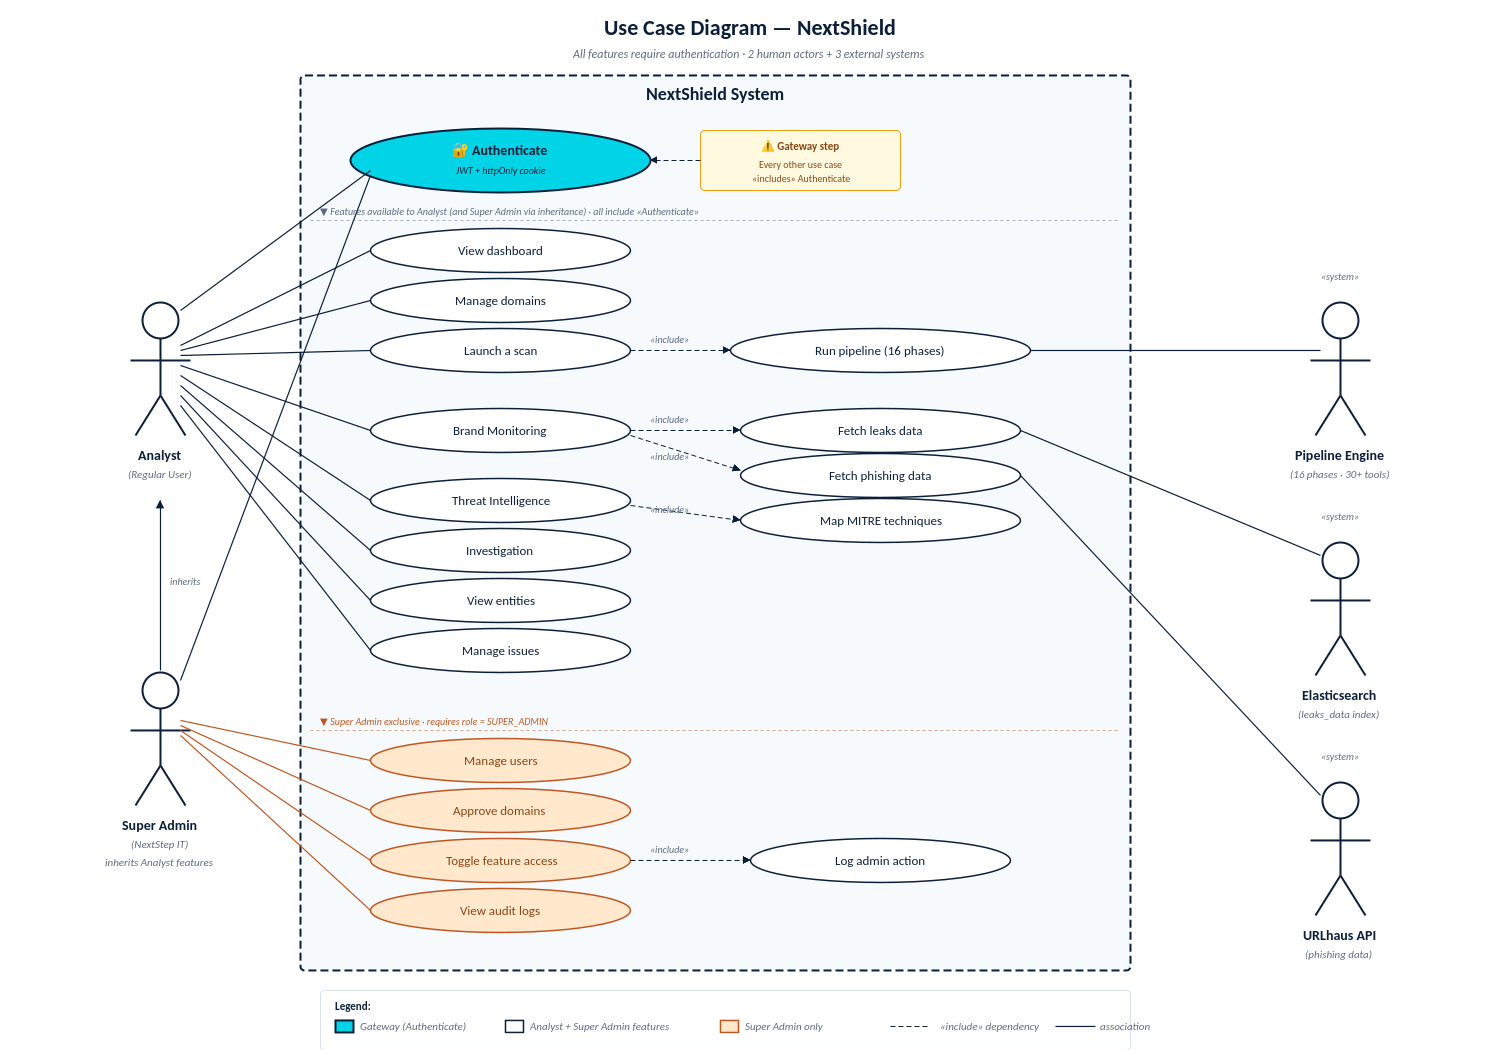 Use Case Diagram — NextShield
All features require authentication · 2 human actors + 3 external systems
NextShield System
🔐 Authenticate
JWT + httpOnly cookie
⚠️ Gateway step
Every other use case
«includes» Authenticate
▼ Features available to Analyst (and Super Admin via inheritance) · all include «Authenticate»
View dashboard
Manage domains
Launch a scan
«include»
Run pipeline (16 phases)
Brand Monitoring
«include»
Fetch leaks data
«include»
Fetch phishing data
Threat Intelligence
«include»
Map MITRE techniques
Investigation
View entities
Manage issues
▼ Super Admin exclusive · requires role = SUPER_ADMIN
Manage users
Approve domains
Toggle feature access
«include»
Log admin action
View audit logs
Analyst
(Regular User)
inherits
Super Admin
(NextStep IT)
inherits Analyst features
«system»
Pipeline Engine
(16 phases · 30+ tools)
«system»
Elasticsearch
(leaks_data index)
«system»
URLhaus API
(phishing data)
Legend:
Gateway (Authenticate)
Analyst + Super Admin features
Super Admin only
«include» dependency
association